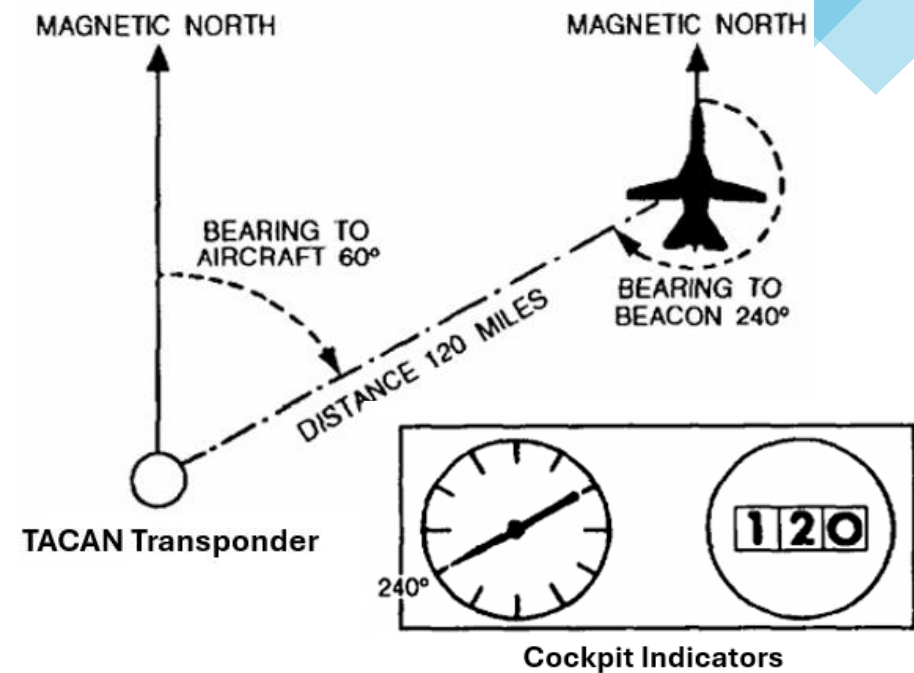 MAGNETIC NORTH
MAGNETIC NORTH
BEARING TO
AIRCRAFT 60°
BEARING TO
BEACON 240°
DISTANCE 120 MILES
TACAN Transponder
240°
120
Cockpit Indicators